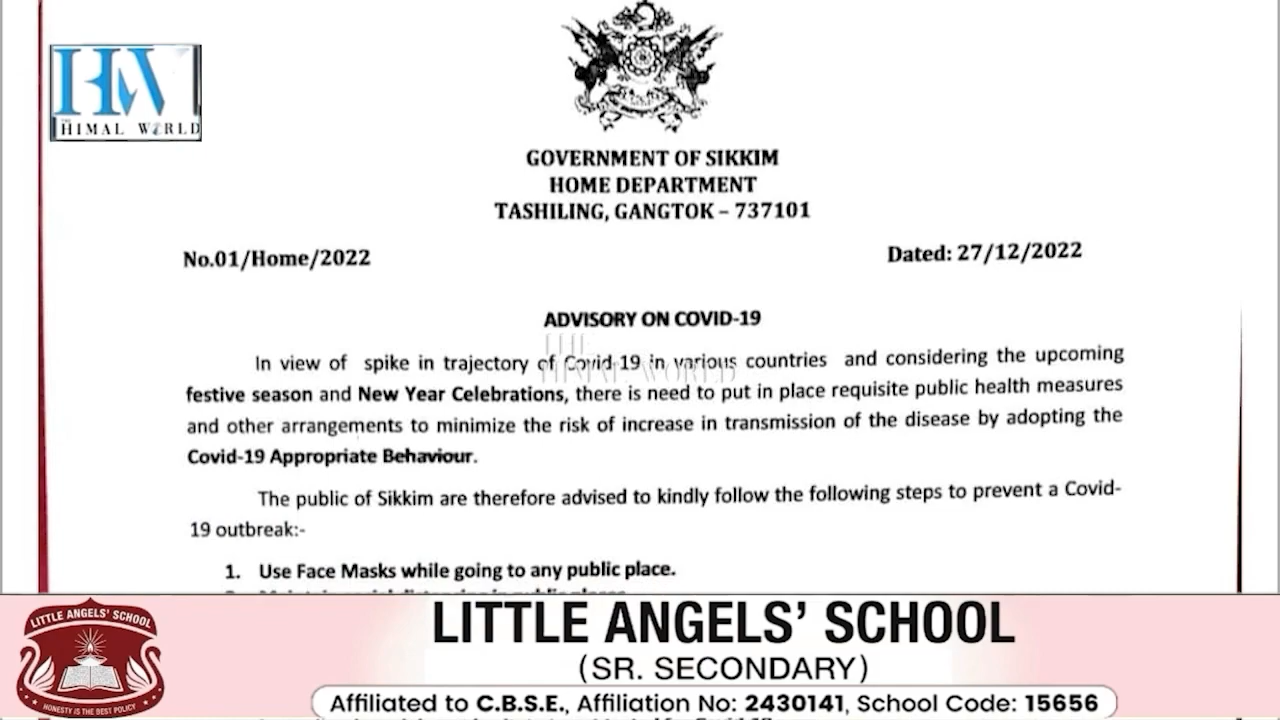 HW
THE HIMAL WORLD
GOVERNMENT OF SIKKIM
HOME DEPARTMENT
TASHILING, GANGTOK – 737101
No.01/Home/2022
Dated: 27/12/2022
ADVISORY ON COVID-19
In view of spike in trajectory of Covid-19 in various countries and considering the upcoming
festive season and New Year Celebrations, there is need to put in place requisite public health measures
and other arrangements to minimize the risk of increase in transmission of the disease by adopting the
Covid-19 Appropriate Behaviour.
The public of Sikkim are therefore advised to kindly follow the following steps to prevent a Covid-
19 outbreak:-
1. Use Face Masks while going to any public place.
LITTLE ANGELS' SCHOOL
HONESTY IS THE BEST POLICY
LITTLE ANGELS' SCHOOL
(SR. SECONDARY)
Affiliated to C.B.S.E., Affiliation No: 2430141, School Code: 15656